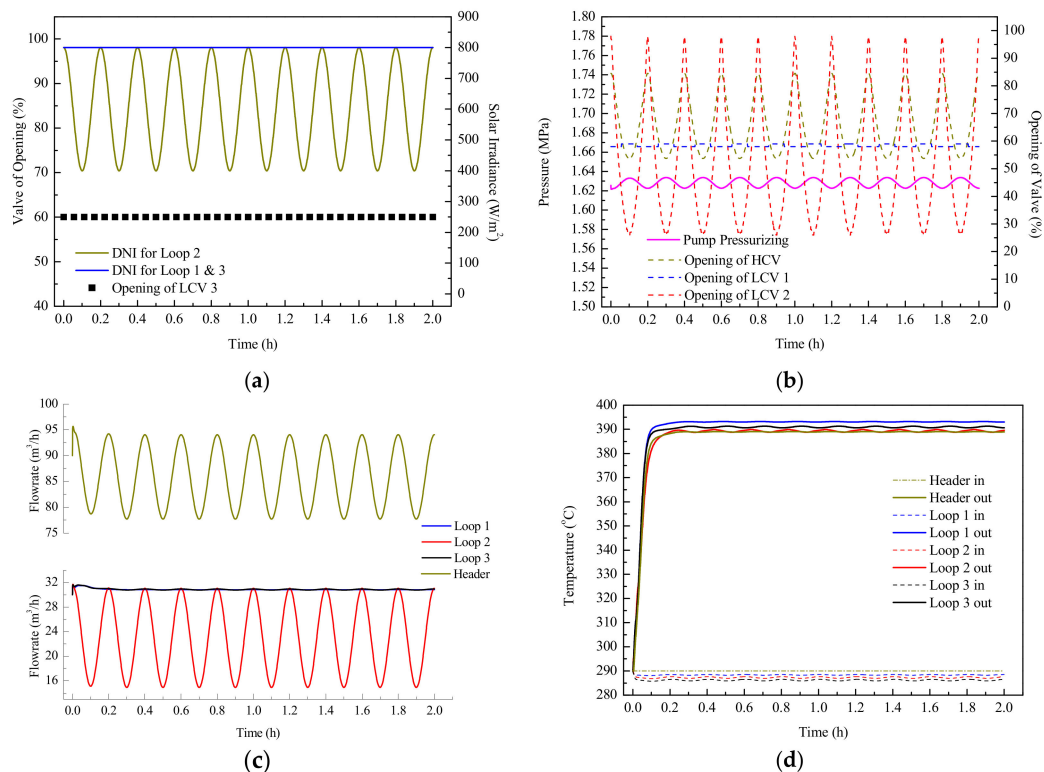 900
100
800
90
700
600
80
500
70
400
300
60
200
50
100
0
40
Valve of Opening (%)
Solar Irradiance (W/m²)
DNI for Loop 2
DNI for Loop 1 & 3
Opening of LCV 3
0.0 0.2 0.4 0.6 0.8 1.0 1.2 1.4 1.6 1.8 2.0
Time (h)
(a)
1.80
1.78
1.76
1.74
1.72
1.70
1.68
1.66
1.64
1.62
1.60
1.58
1.56
1.54
1.52
1.50
Pressure (MPa)
100
90
80
70
60
50
40
30
20
10
0
Opening of Valve (%)
Pump Pressurizing
Opening of HCV
Opening of LCV 1
Opening of LCV 2
0.0 0.2 0.4 0.6 0.8 1.0 1.2 1.4 1.6 1.8 2.0
Time (h)
(b)
100
95
90
85
80
75
Flowrate (m³/h)
Loop 1
Loop 2
Loop 3
Header
32
28
24
20
16
Flowrate (m³/h)
0.0 0.2 0.4 0.6 0.8 1.0 1.2 1.4 1.6 1.8 2.0
Time (h)
(c)
400
390
380
370
360
350
340
330
320
310
300
290
280
Temperature (°C)
Header in
Header out
Loop 1 in
Loop 1 out
Loop 2 in
Loop 2 out
Loop 3 in
Loop 3 out
0.0 0.2 0.4 0.6 0.8 1.0 1.2 1.4 1.6 1.8 2.0
Time (h)
(d)